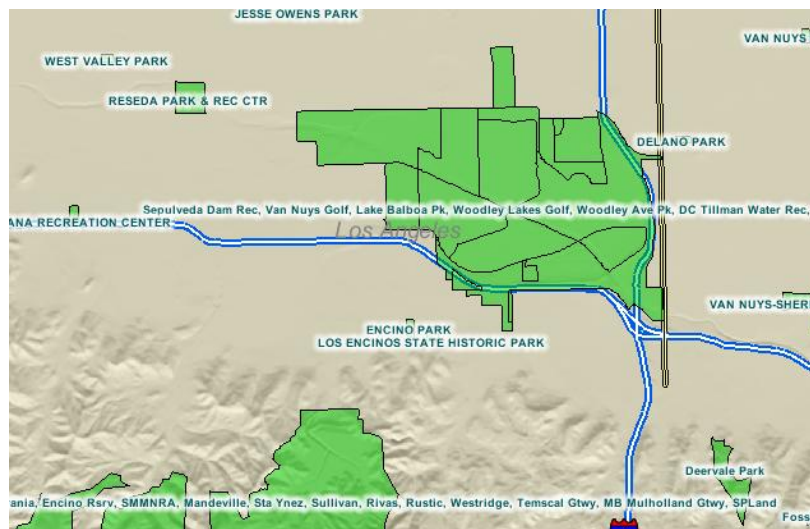 JESSE OWENS PARK
VAN NUYS
WEST VALLEY PARK
RESEDA PARK & REC CTR
DELANO PARK
Sepulveda Dam Rec, Van Nuys Golf, Lake Balboa Pk, Woodley Lakes Golf, Woodley Ave Pk, DC Tillman Water Rec,
ANA RECREATION CENTER
Los Angeles
VAN NUYS-SHER
ENCINO PARK
LOS ENCINOS STATE HISTORIC PARK
Deervale Park
ania, Encino Rsrv, SMMNRA, Mandeville, Sta Ynez, Sullivan, Rivas, Rustic, Westridge, Temscal Gtwy, MB Mulholland Gtwy, SPLand
Foss